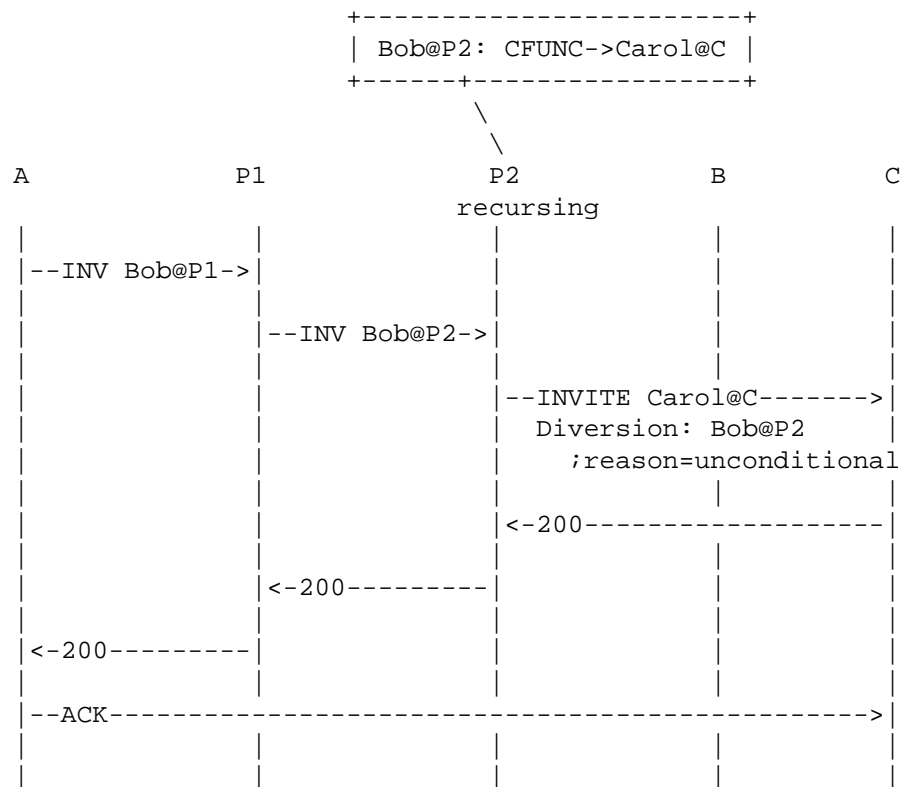 Bob@P2: CFUNC->Carol@C
A P1 P2 B C
recursing
--INV Bob@P1->
--INV Bob@P2->
--INVITE Carol@C------->
Diversion: Bob@P2
;reason=unconditional
<-200-------------------
<-200---------
<-200---------
--ACK------------------------------------------------>